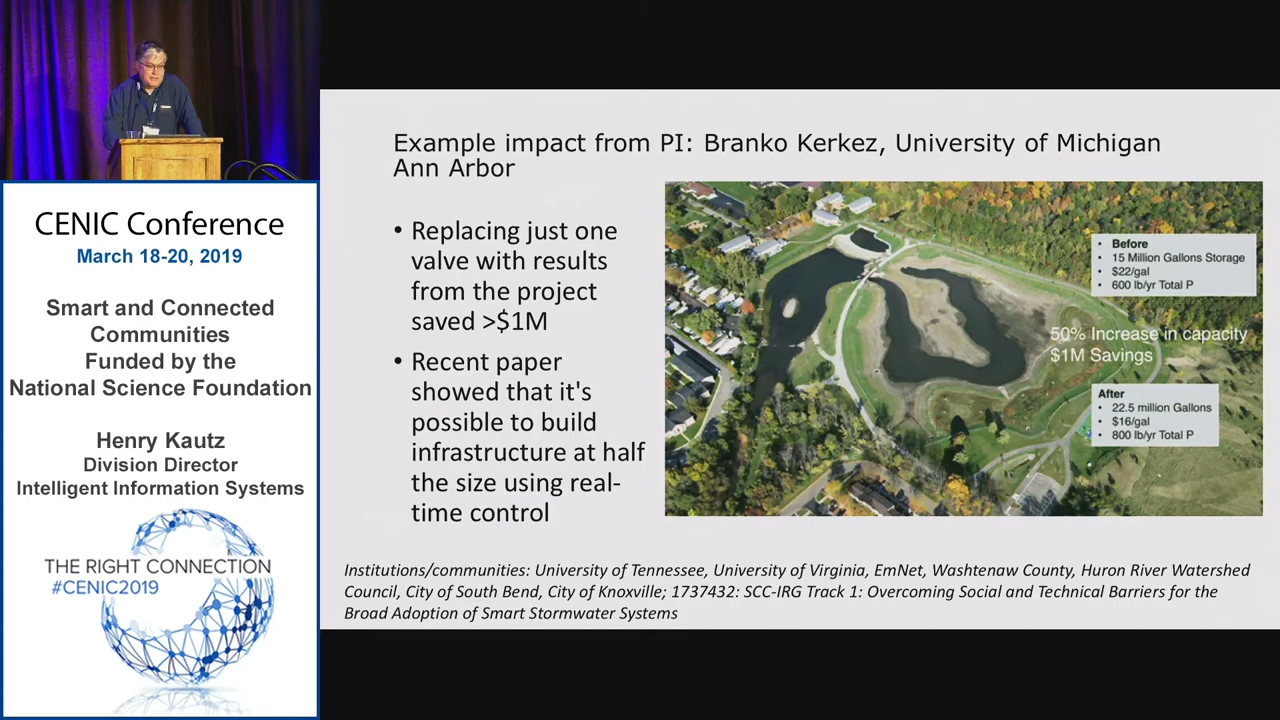 CENIC Conference
March 18-20, 2019
Smart and Connected
Communities
Funded by the
National Science Foundation
Henry Kautz
Division Director
Intelligent Information Systems
THE RIGHT CONNECTION
#CENIC2019
Example impact from PI: Branko Kerkez, University of Michigan
Ann Arbor
• Replacing just one
valve with results
from the project
saved >$1M
• Recent paper
showed that it's
possible to build
infrastructure at half
the size using real-
time control
• Before
• 15 Million Gallons Storage
• $22/gal
• 600 lb/yr Total P
50% Increase in capacity
$1M Savings
After
• 22.5 million Gallons
• $16/gal
• 800 lb/yr Total P
Institutions/communities: University of Tennessee, University of Virginia, EmNet, Washtenaw County, Huron River Watershed
Council, City of South Bend, City of Knoxville; 1737432: SCC-IRG Track 1: Overcoming Social and Technical Barriers for the
Broad Adoption of Smart Stormwater Systems